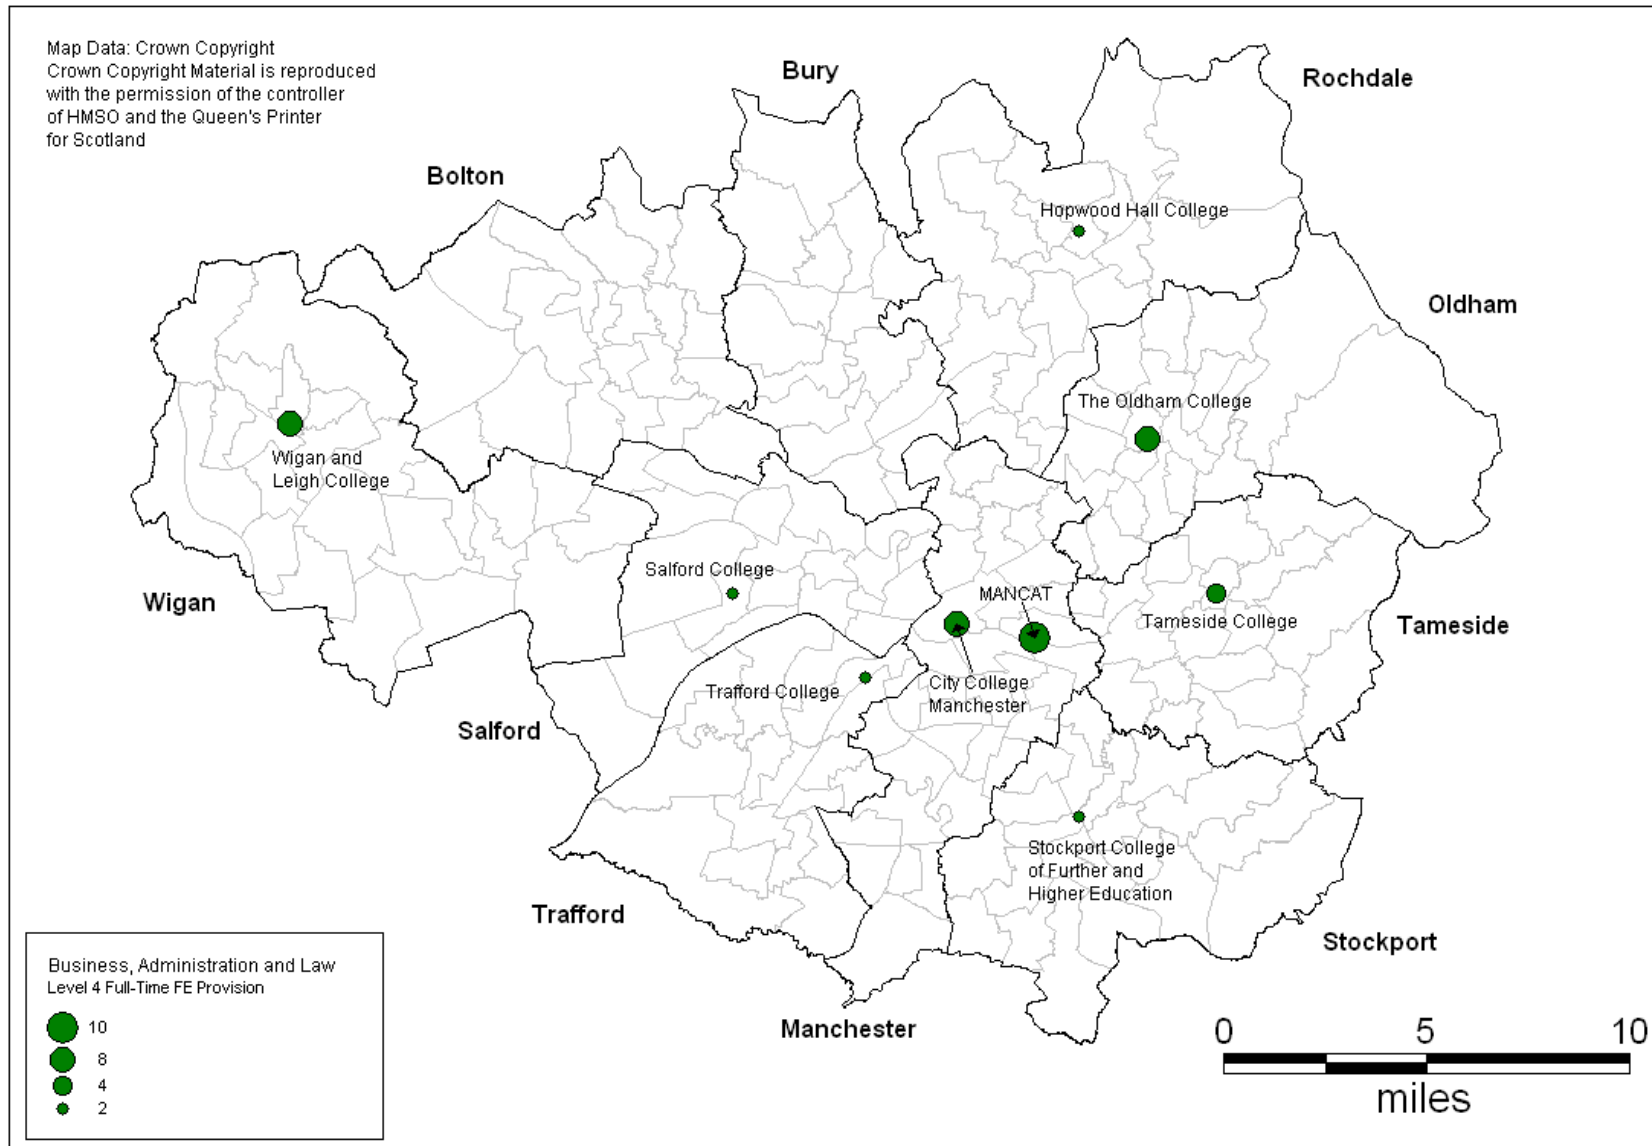 Map Data: Crown Copyright
Crown Copyright Material is reproduced
with the permission of the controller
of HMSO and the Queen's Printer
for Scotland
Bury
Rochdale
Bolton
Hopwood Hall College
Oldham
The Oldham College
Wigan and
Leigh College
Salford College
MANCAT
Wigan
Tameside College
Tameside
Trafford College
City College
Manchester
Salford
Stockport College
of Further and
Higher Education
Trafford
Stockport
Manchester
Business, Administration and Law
Level 4 Full-Time FE Provision
10
8
4
2
0 5 10
miles